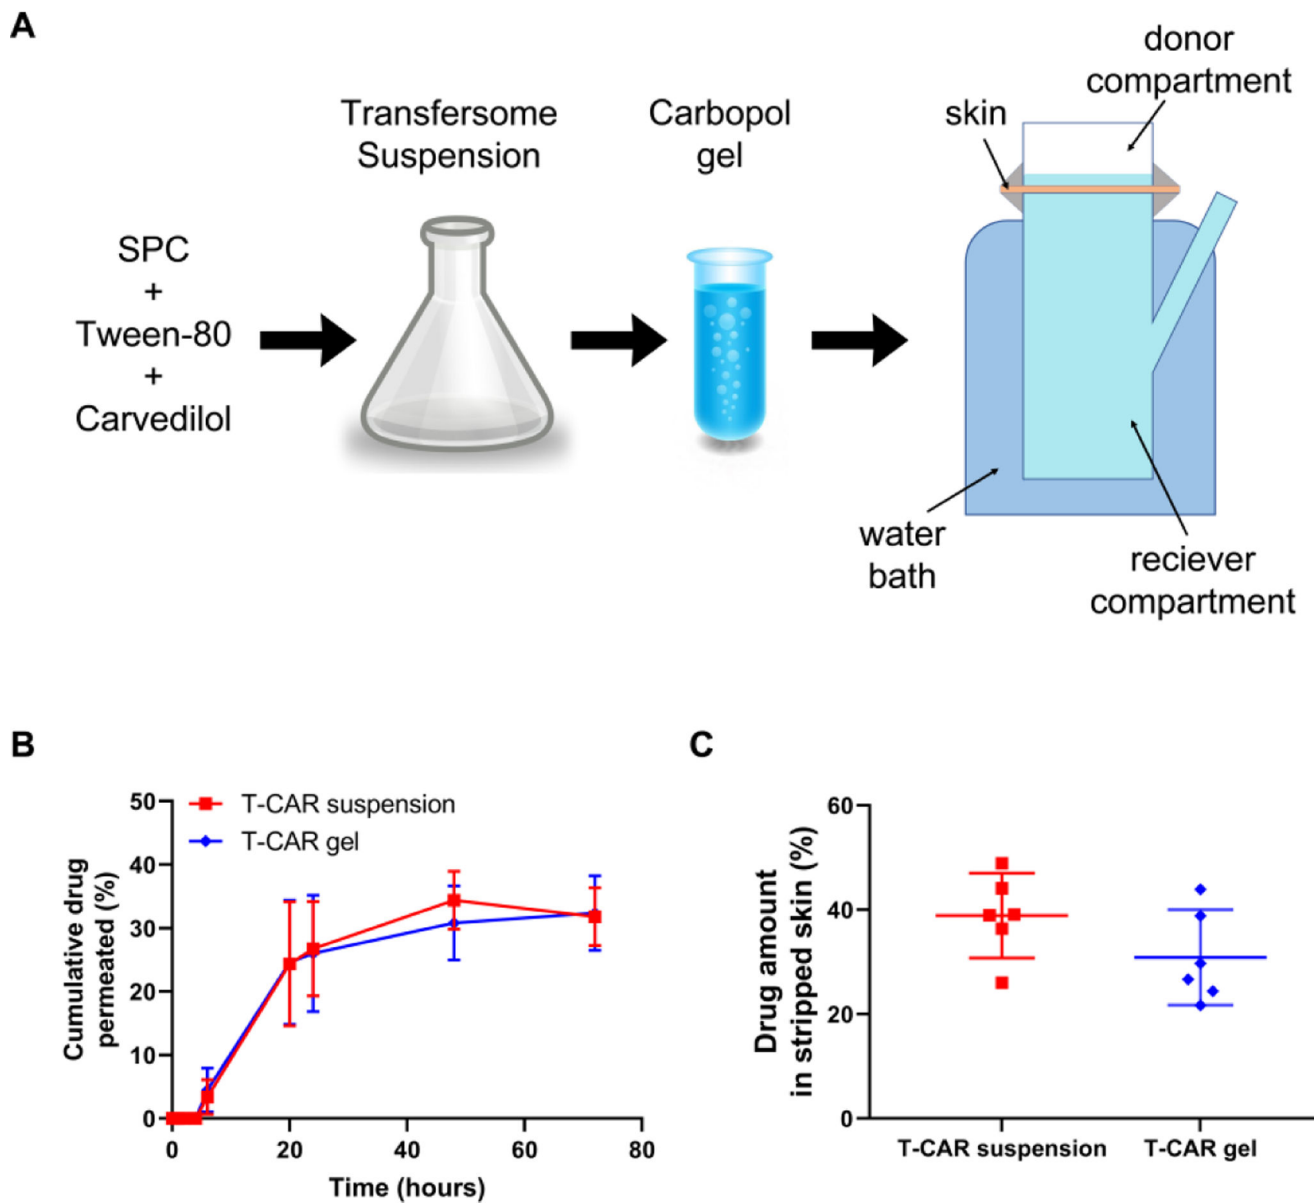 A
Transfersome
Suspension
Carbopol
gel
donor
compartment
skin
SPC
+
Tween-80
+
Carvedilol
water
bath
reciever
compartment
B
T-CAR suspension
T-CAR gel
Cumulative drug
permeated (%)
50
40
30
20
10
0
0 20 40 60 80
Time (hours)
C
Drug amount
in stripped skin (%)
60
40
20
0
T-CAR suspension T-CAR gel